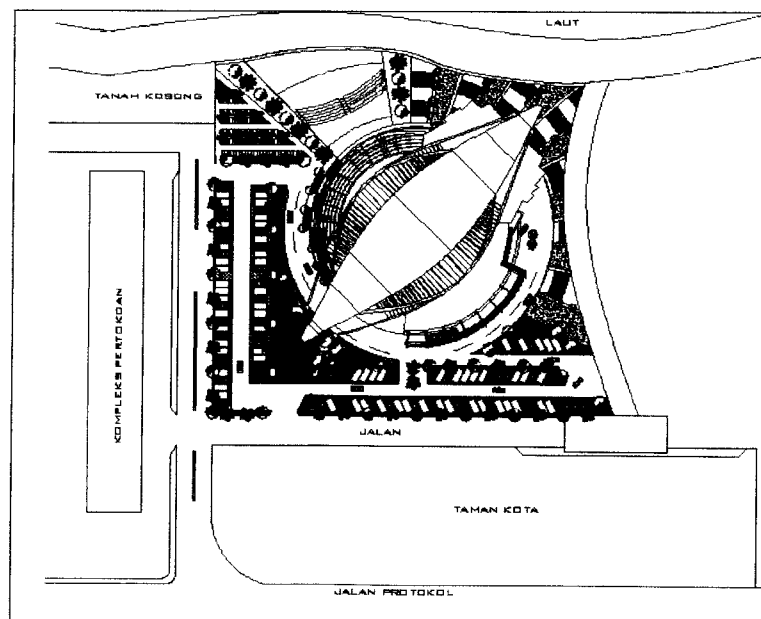 LAUT
TANAH KOSONG
KOMPLEKS PERTOKOAN
JALAN
TAMAN KOTA
JALAN PROTOKOL